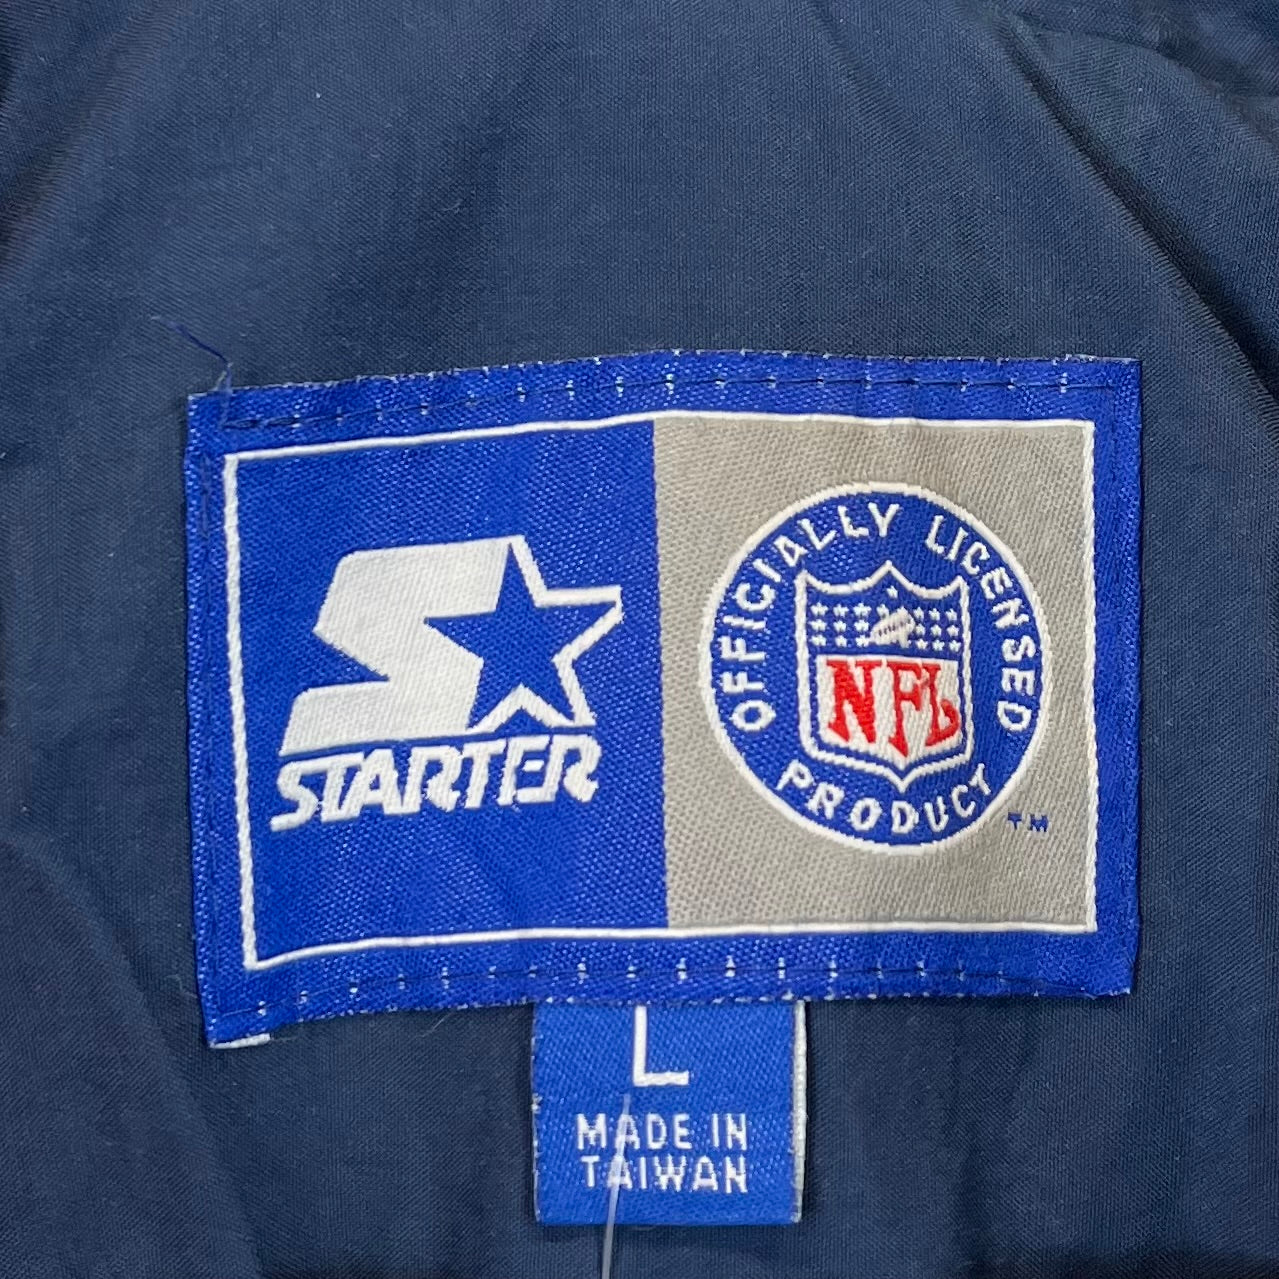 STARTER
OFFICIALLY LICENSED
NFL
PRODUCT
TM
L
MADE IN
TAIWAN